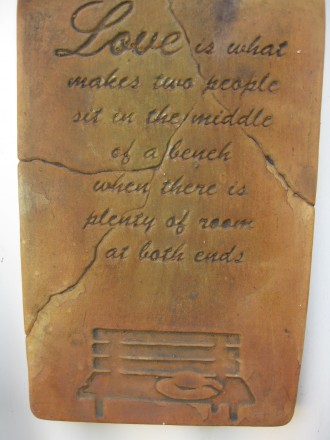 Love is what
makes two people
sit in the middle
of a bench
when there is
plenty of room
at both ends